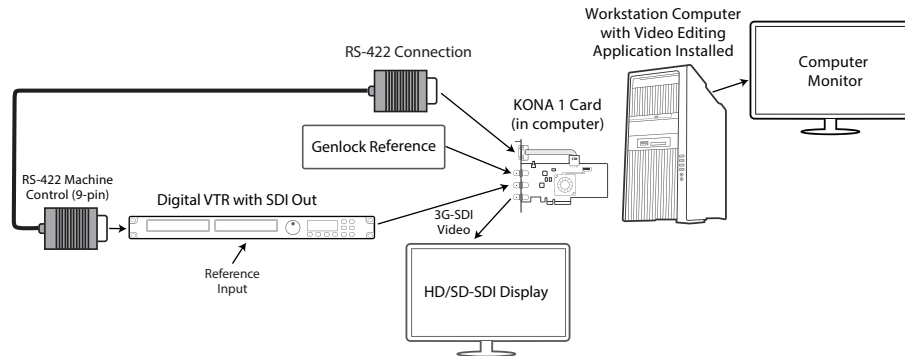 Workstation Computer
with Video Editing
Application Installed
Computer
Monitor
RS-422 Connection
KONA 1 Card
(in computer)
Genlock Reference
RS-422 Machine
Control (9-pin)
Digital VTR with SDI Out
3G-SDI
Video
Reference
Input
HD/SD-SDI Display